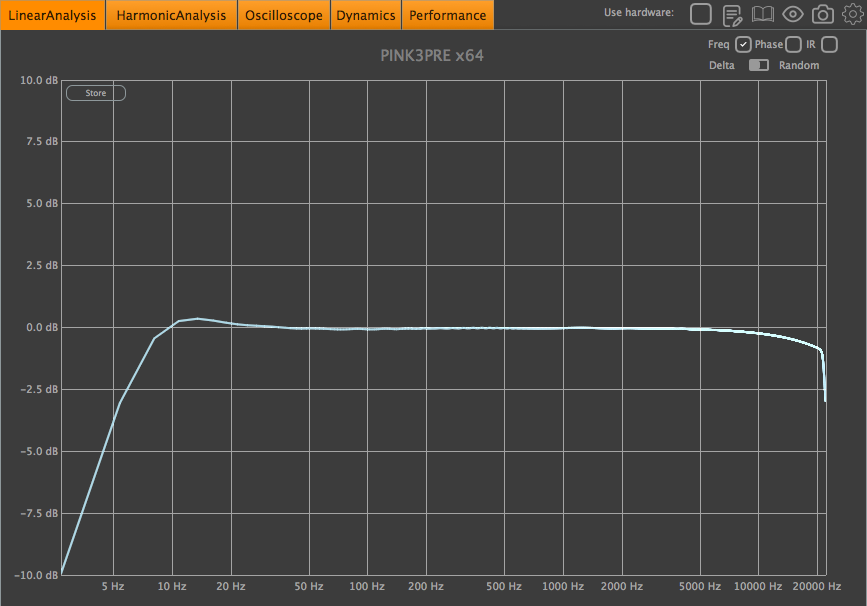 LinearAnalysis HarmonicAnalysis Oscilloscope Dynamics Performance Use hardware:
Freq Phase IR
PINK3PRE x64
Delta Random
10.0 dB
Store
7.5 dB
5.0 dB
2.5 dB
0.0 dB
−2.5 dB
−5.0 dB
−7.5 dB
−10.0 dB
5 Hz 10 Hz 20 Hz 50 Hz 100 Hz 200 Hz 500 Hz 1000 Hz 2000 Hz 5000 Hz 10000 Hz 20000 Hz